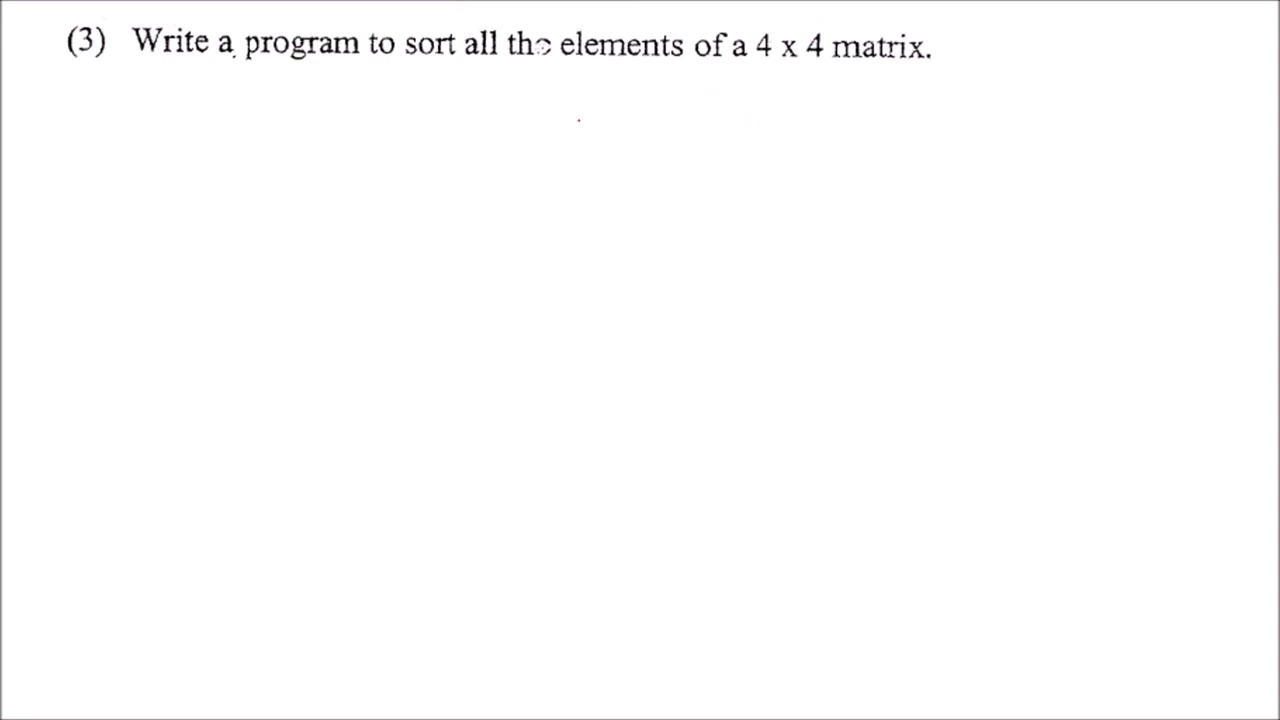 (3) Write a program to sort all the elements of a 4 x 4 matrix.